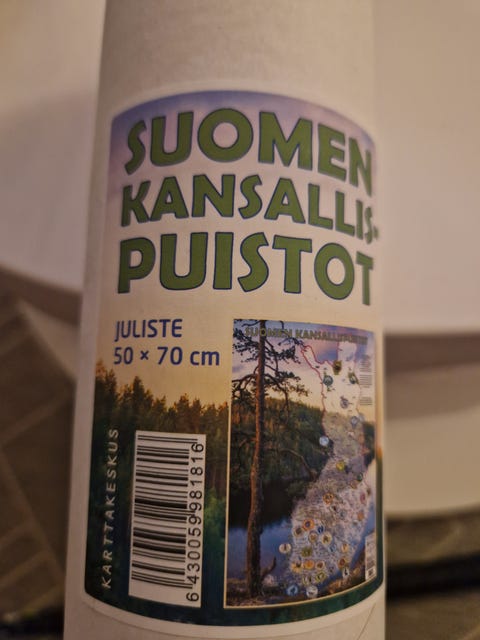 SUOMEN
KANSALLIS-
PUISTOT
JULISTE
50 × 70 cm
SUOMEN KANSALLISPUISTOT
KARTTAKESKUS
6 430059 981816